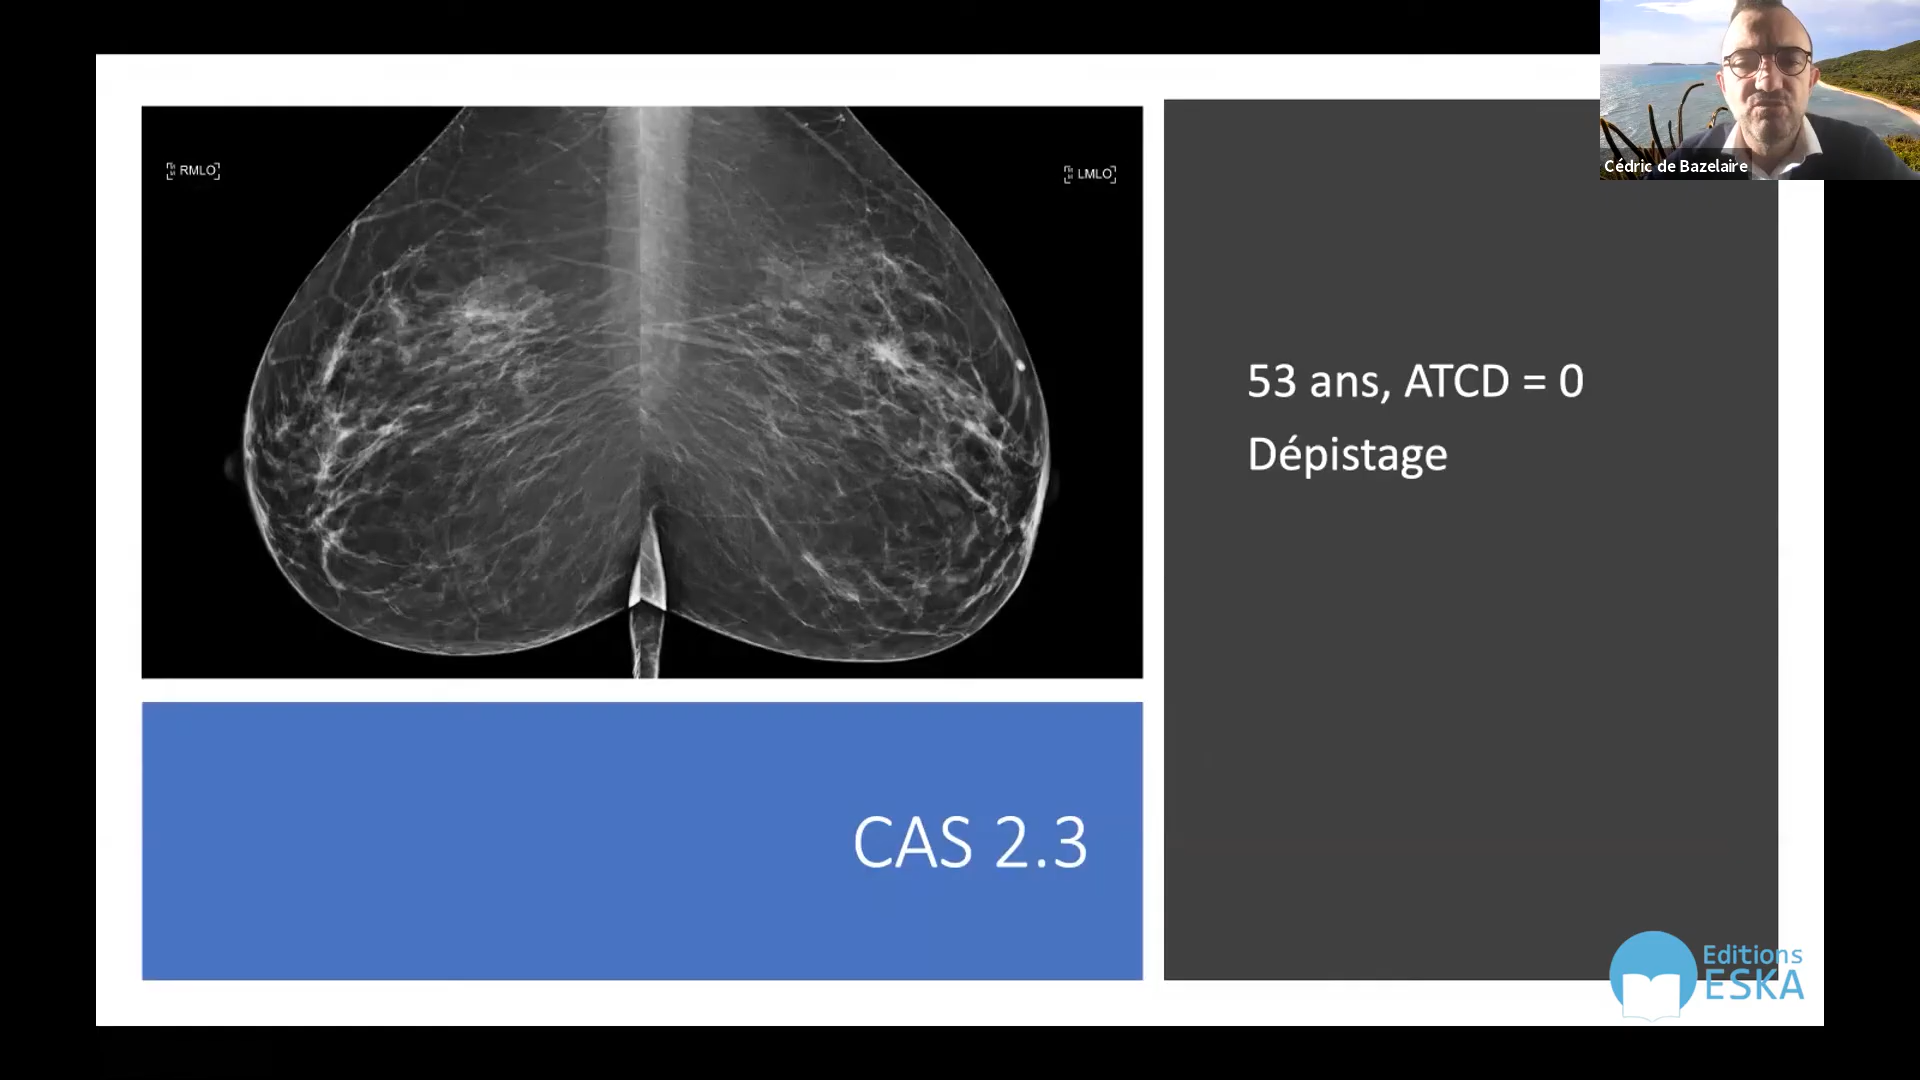 RMLO
LMLO
53 ans, ATCD = 0
Dépistage
CAS 2.3
Cédric de Bazelaire
Editions
ESKA